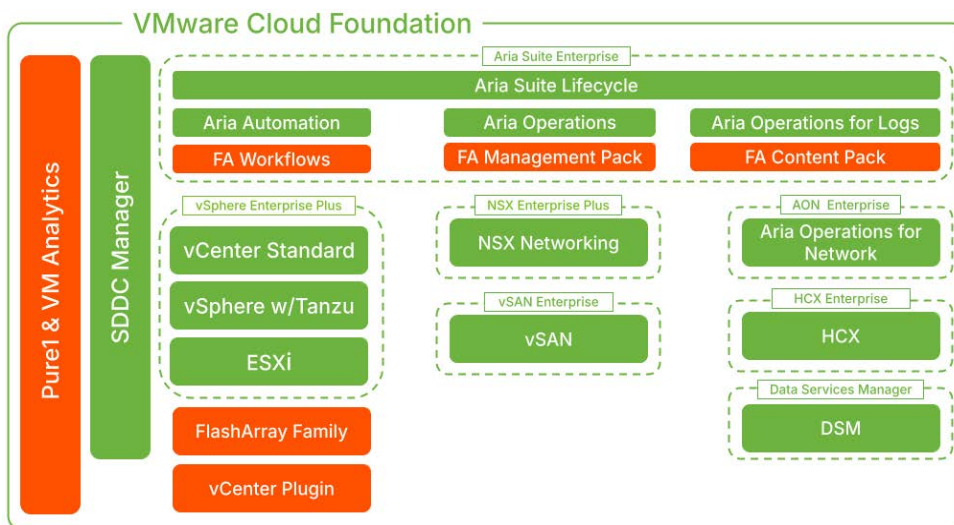 VMware Cloud Foundation
Pure1 & VM Analytics
SDDC Manager
Aria Suite Enterprise
Aria Suite Lifecycle
Aria Automation
Aria Operations
Aria Operations for Logs
FA Workflows
FA Management Pack
FA Content Pack
vSphere Enterprise Plus
vCenter Standard
vSphere w/Tanzu
ESXi
FlashArray Family
vCenter Plugin
NSX Enterprise Plus
NSX Networking
vSAN Enterprise
vSAN
AON Enterprise
Aria Operations for
Network
HCX Enterprise
HCX
Data Services Manager
DSM